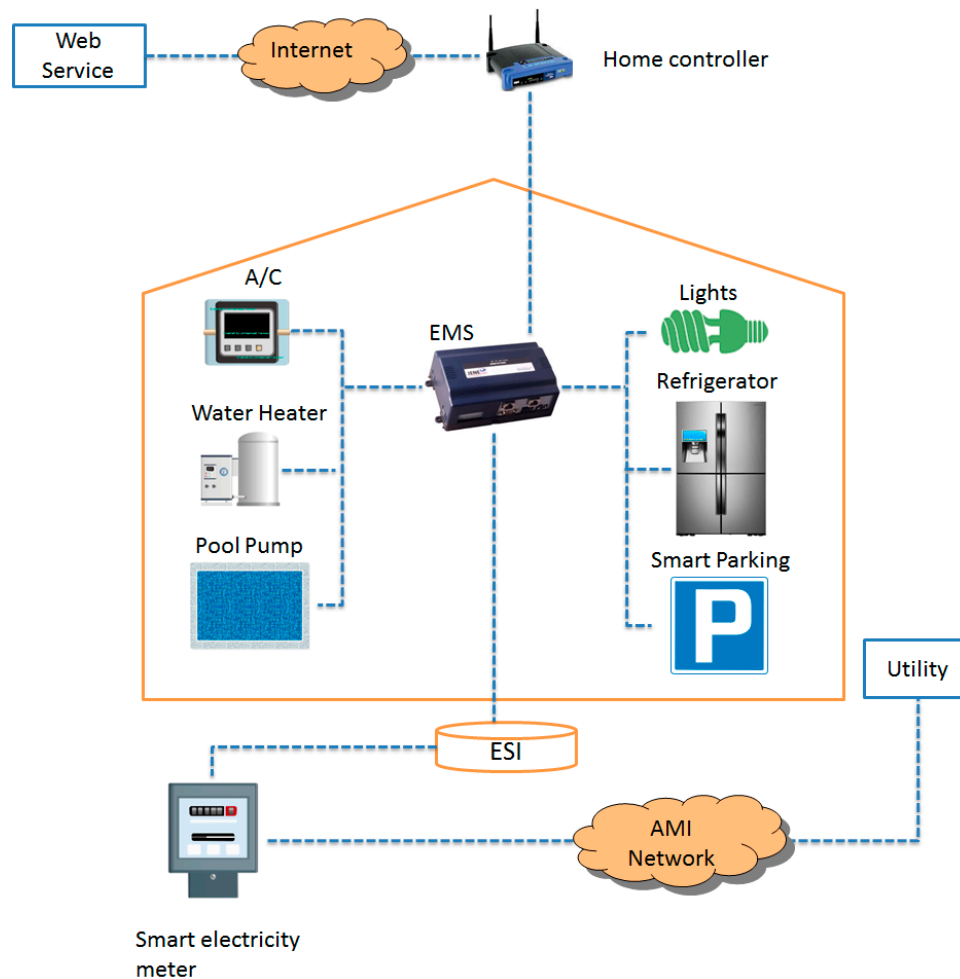 Web
Service
Internet
Home controller
A/C
Lights
EMS
Refrigerator
Water Heater
Pool Pump
Smart Parking
P
Utility
ESI
AMI
Network
Smart electricity
meter